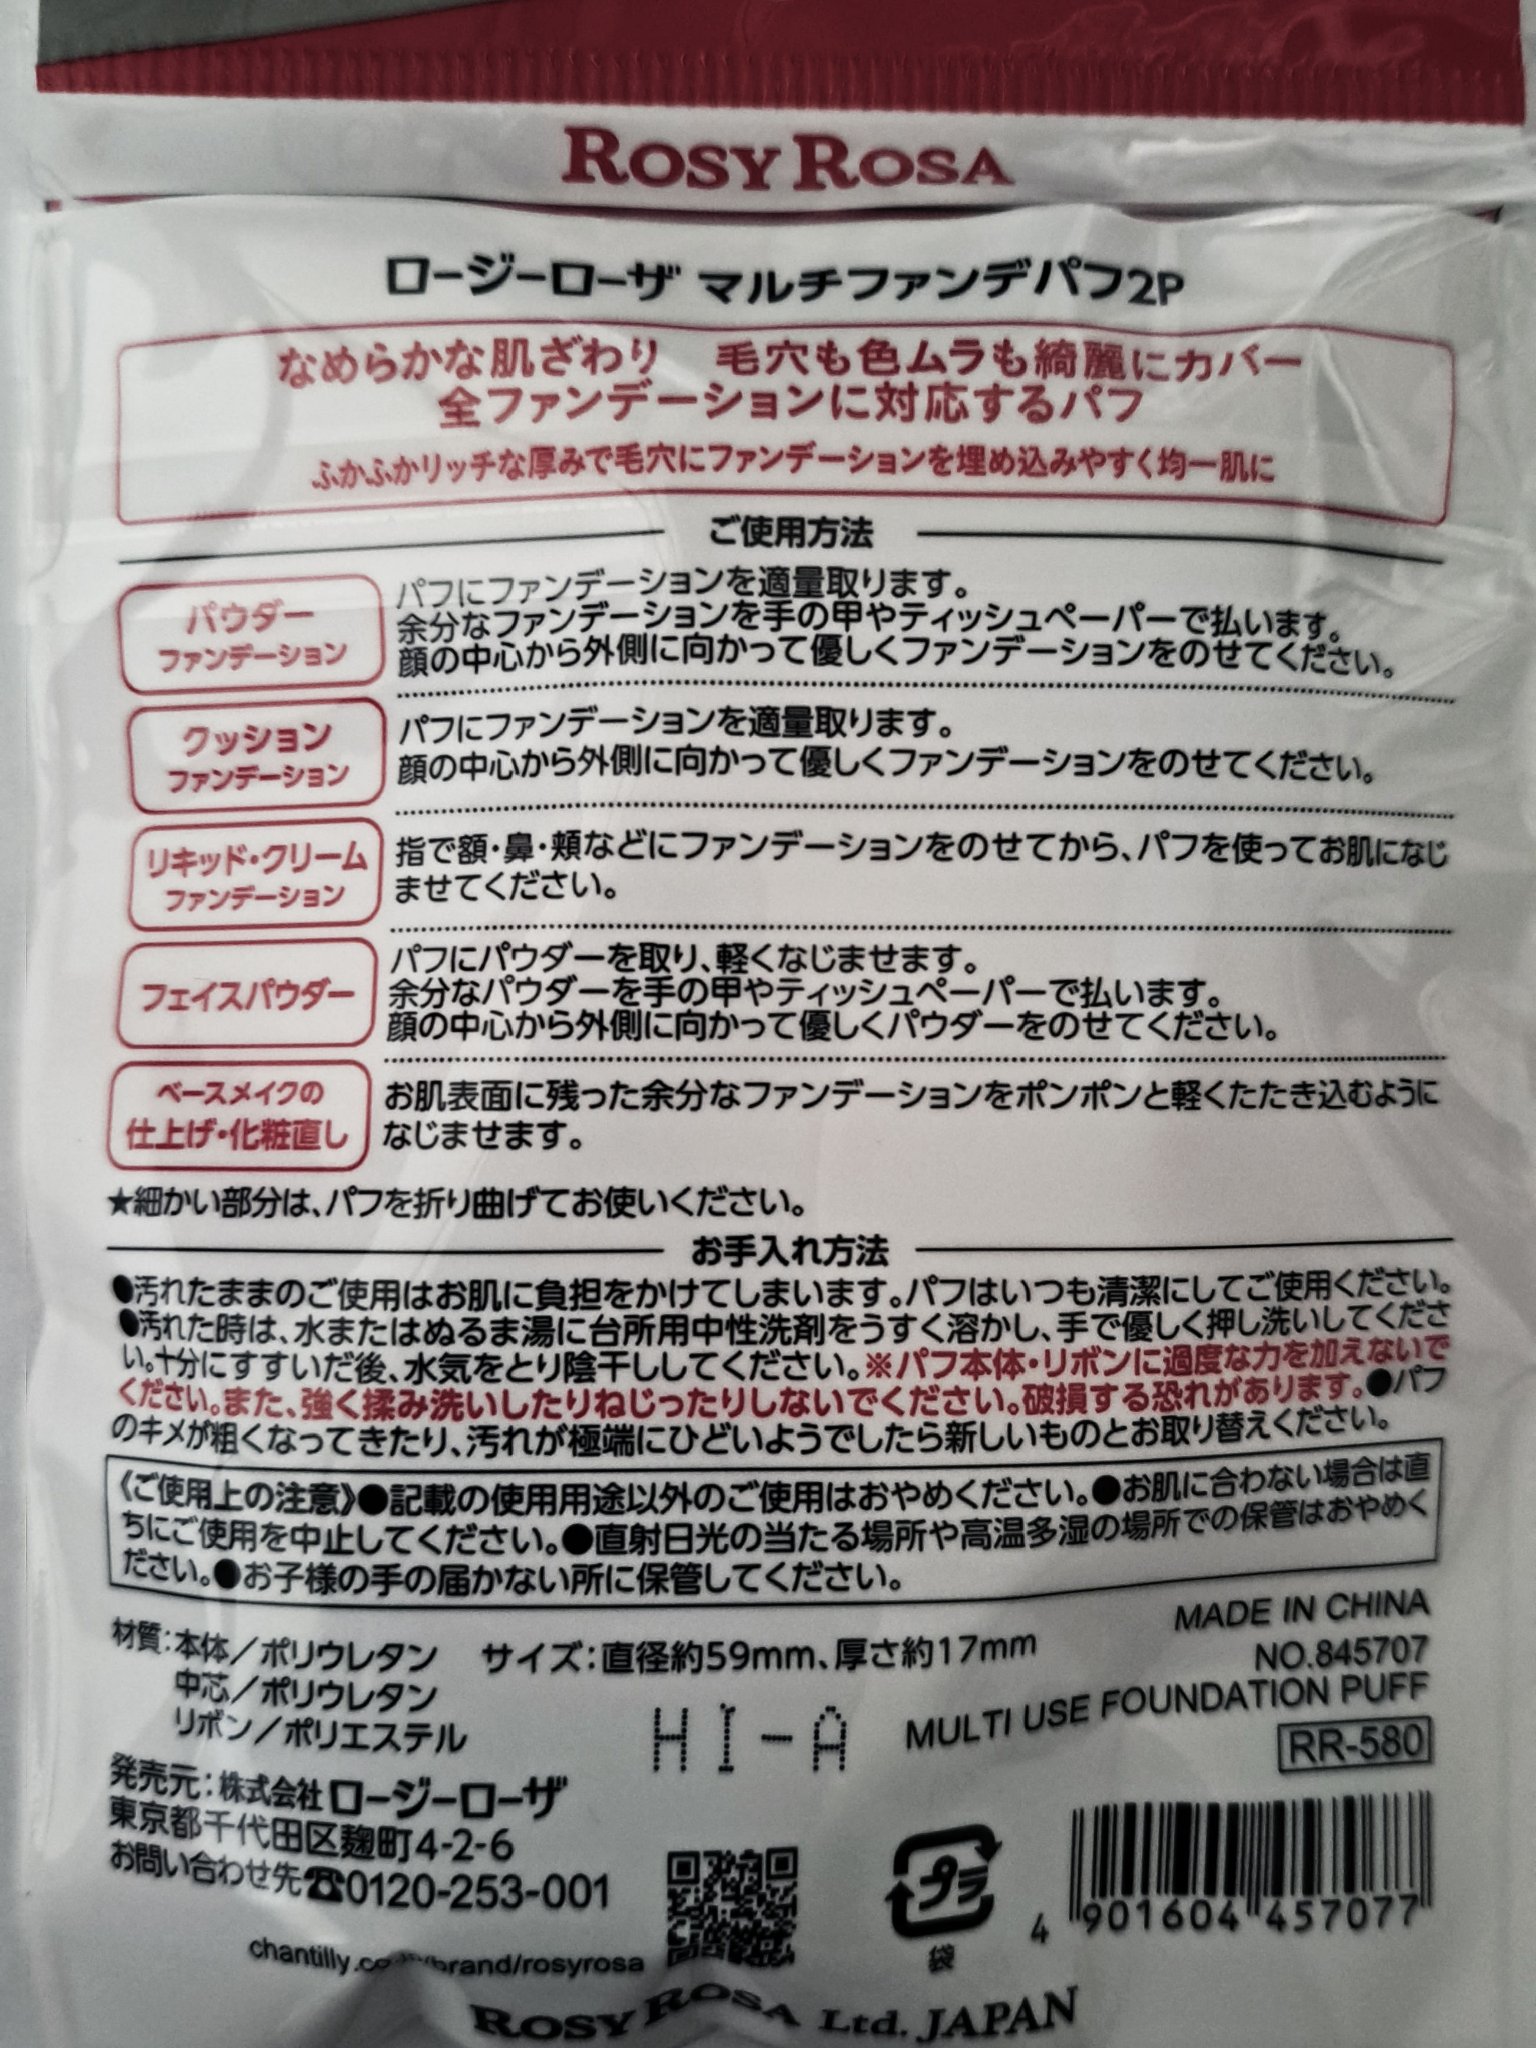 ROSY ROSA
ロージーローザ マルチファンデパフ2P
なめらかな肌ざわり 毛穴も色ムラも綺麗にカバー
全ファンデーションに対応するパフ
ふかふかリッチな厚みで毛穴にファンデーションを埋め込みやすく均一肌に
ご使用方法
パウダー
ファンデーション
パフにファンデーションを適量取ります。
余分なファンデーションを手の甲やティッシュペーパーで払います。
顔の中心から外側に向かって優しくファンデーションをのせてください。
クッション
ファンデーション
パフにファンデーションを適量取ります。
顔の中心から外側に向かって優しくファンデーションをのせてください。
リキッド・クリーム
ファンデーション
指で額・鼻・頬などにファンデーションをのせてから、パフを使ってお肌になじ
ませてください。
フェイスパウダー
パフにパウダーを取り、軽くなじませます。
余分なパウダーを手の甲やティッシュペーパーで払います。
顔の中心から外側に向かって優しくパウダーをのせてください。
ベースメイクの
仕上げ・化粧直し
お肌表面に残った余分なファンデーションをポンポンと軽くたたき込むように
なじませます。
★細かい部分は、パフを折り曲げてお使いください。
お手入れ方法
●汚れたままのご使用はお肌に負担をかけてしまいます。パフはいつも清潔にしてご使用ください。
●汚れた時は、水またはぬるま湯に台所用中性洗剤をうすく溶かし、手で優しく押し洗いしてくださ
い。十分にすすいだ後、水気をとり陰干ししてください。※パフ本体・リボンに過度な力を加えないで
ください。また、強く揉み洗いしたりねじったりしないでください。破損する恐れがあります。●パフ
のキメが粗くなってきたり、汚れが極端にひどいようでしたら新しいものとお取り替えください。
《ご使用上の注意》●記載の使用用途以外のご使用はおやめください。●お肌に合わない場合は直
ちにご使用を中止してください。●直射日光の当たる場所や高温多湿の場所での保管はおやめく
ださい。●お子様の手の届かない所に保管してください。
材質:本体/ポリウレタン サイズ:直径約59mm、厚さ約17mm
中芯/ポリウレタン
リボン/ポリエステル
MADE IN CHINA
NO.845707
MULTI USE FOUNDATION PUFF
RR-580
HI-A
発売元:株式会社ロージーローザ
東京都千代田区麹町4-2-6
お問い合わせ先☎0120-253-001
chantilly.co /brand/rosyrosa
プラ
袋
4 901604 457077
ROSY ROSA Ltd. JAPAN